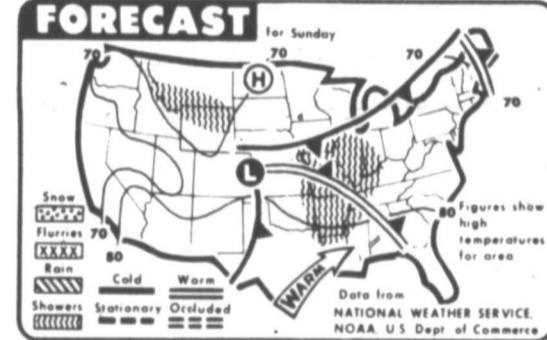 FORECAST
for Sunday
70
70
70
70
H
L
Snow
Flurries
Rain
Showers
70
80
80
Figures show
high
temperatures
for area
Cold
Warm
Stationary
Occluded
WARM
Data from
NATIONAL WEATHER SERVICE,
NOAA, U S Dept of Commerce